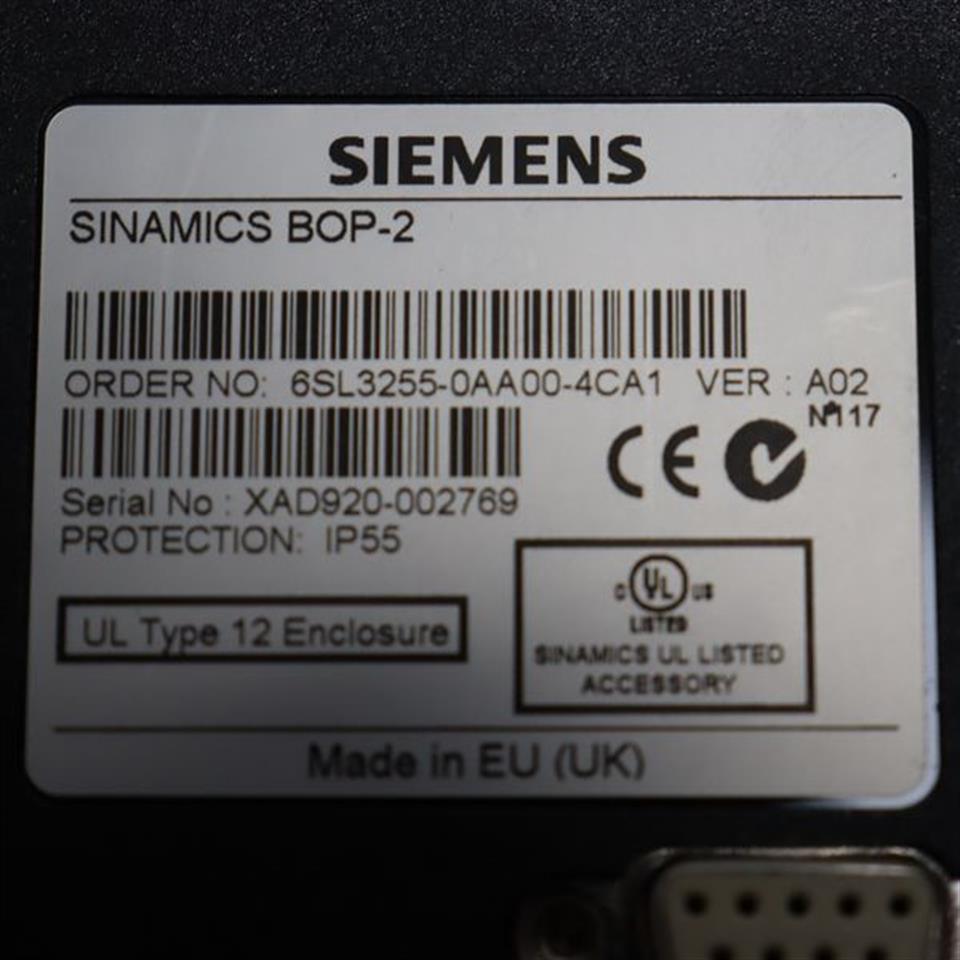 SIEMENS
SINAMICS BOP-2
ORDER NO: 6SL3255-0AA00-4CA1 VER : A02
N117
CE
Serial No : XAD920-002769
PROTECTION: IP55
C UL US
LISTED
UL Type 12 Enclosure
SINAMICS UL LISTED
ACCESSORY
Made in EU (UK)